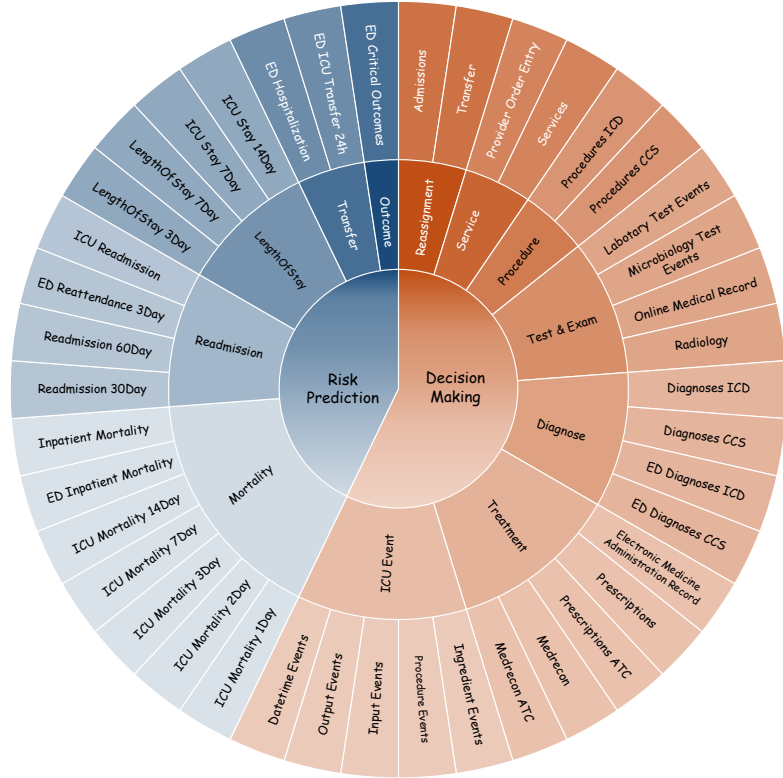 Risk
Prediction
Decision
Making
Reassignment
Service
Procedure
Test & Exam
Diagnose
Treatment
ICU Event
Mortality
Readmission
LengthOfStay
Transfer
Outcome
Admissions
Transfer
Provider Order Entry
Services
Procedures ICD
Procedures CCS
Labotary Test Events
Microbiology Test
Events
Online Medical Record
Radiology
Diagnoses ICD
Diagnoses CCS
ED Diagnoses ICD
ED Diagnoses CCS
Electronic Medicine
Administration Record
Prescriptions
Prescriptions ATC
Medrecon
Medrecon ATC
Ingredient Events
Procedure Events
Input Events
Output Events
Datetime Events
ICU Mortality 1Day
ICU Mortality 2Day
ICU Mortality 3Day
ICU Mortality 7Day
ICU Mortality 14Day
ED Inpatient Mortality
Inpatient Mortality
Readmission 30Day
Readmission 60Day
ED Reattendance 3Day
ICU Readmission
LengthOfStay 3Day
LengthOfStay 7Day
ICU Stay 7Day
ICU Stay 14Day
ED Hospitalization
ED ICU Transfer 24h
ED Critical Outcomes